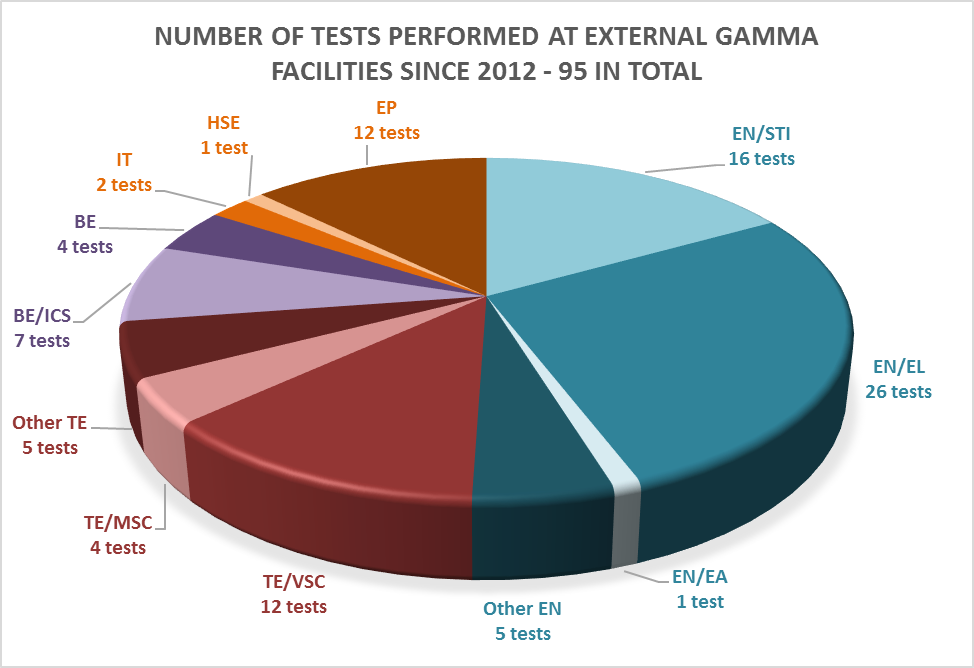 NUMBER OF TESTS PERFORMED AT EXTERNAL GAMMA
FACILITIES SINCE 2012 - 95 IN TOTAL
EN/STI
16 tests
EN/EL
26 tests
EN/EA
1 test
Other EN
5 tests
TE/VSC
12 tests
TE/MSC
4 tests
Other TE
5 tests
BE/ICS
7 tests
BE
4 tests
IT
2 tests
HSE
1 test
EP
12 tests